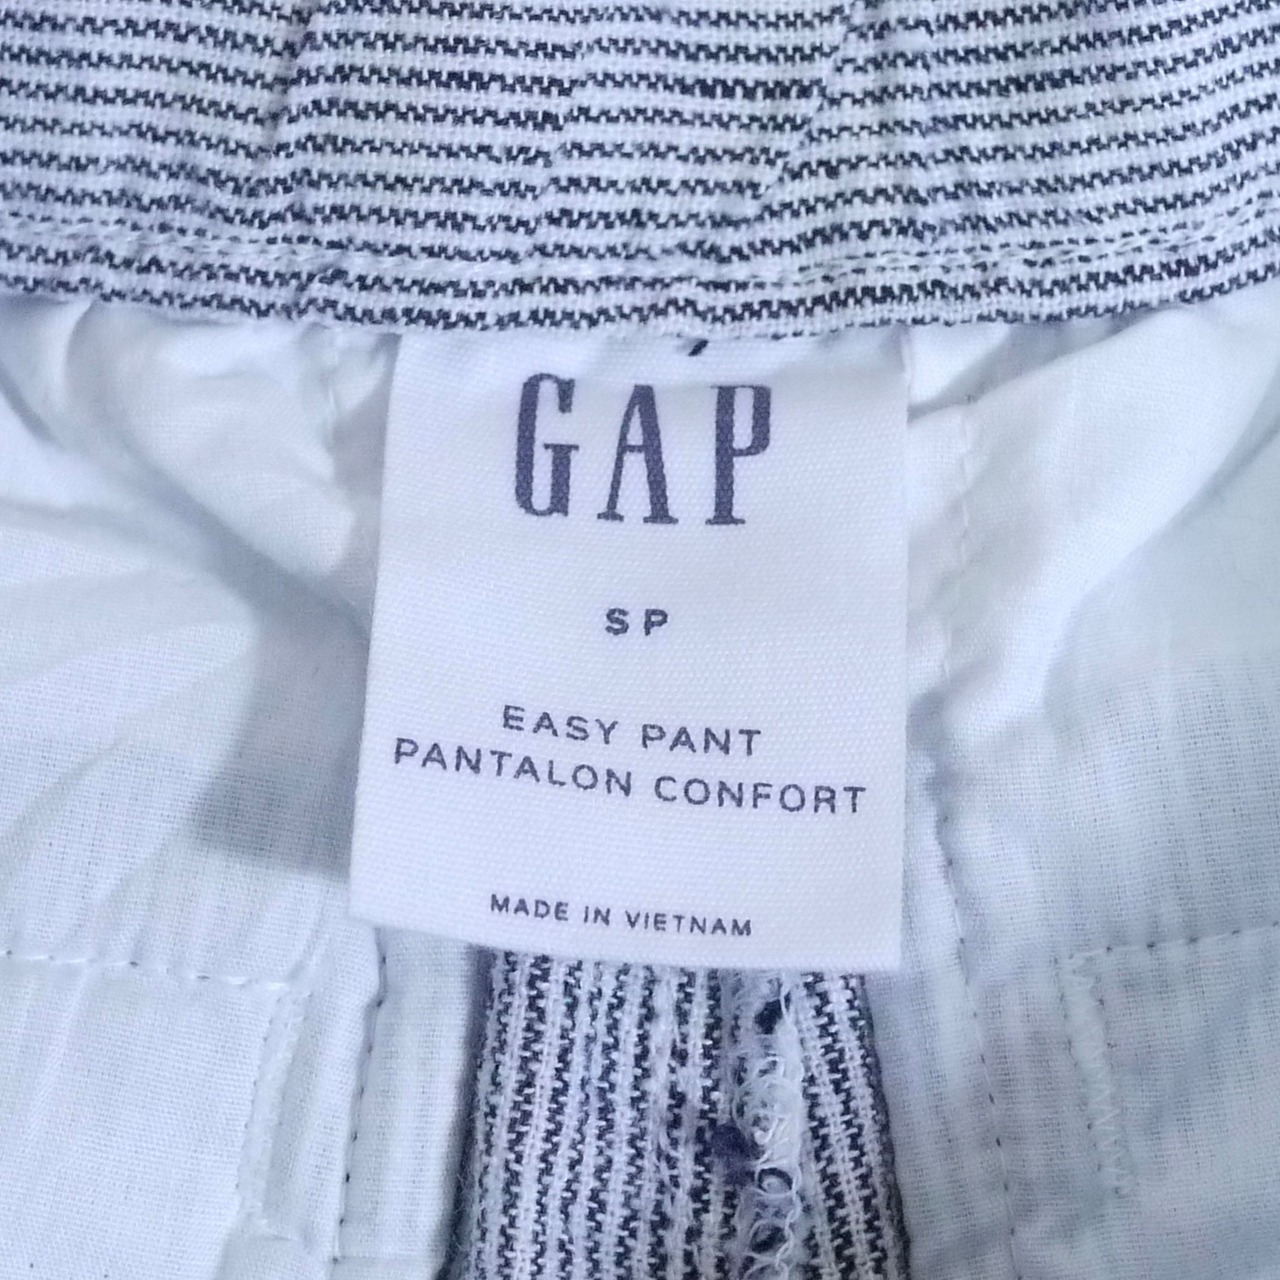 GAP
SP
EASY PANT
PANTALON CONFORT
MADE IN VIETNAM